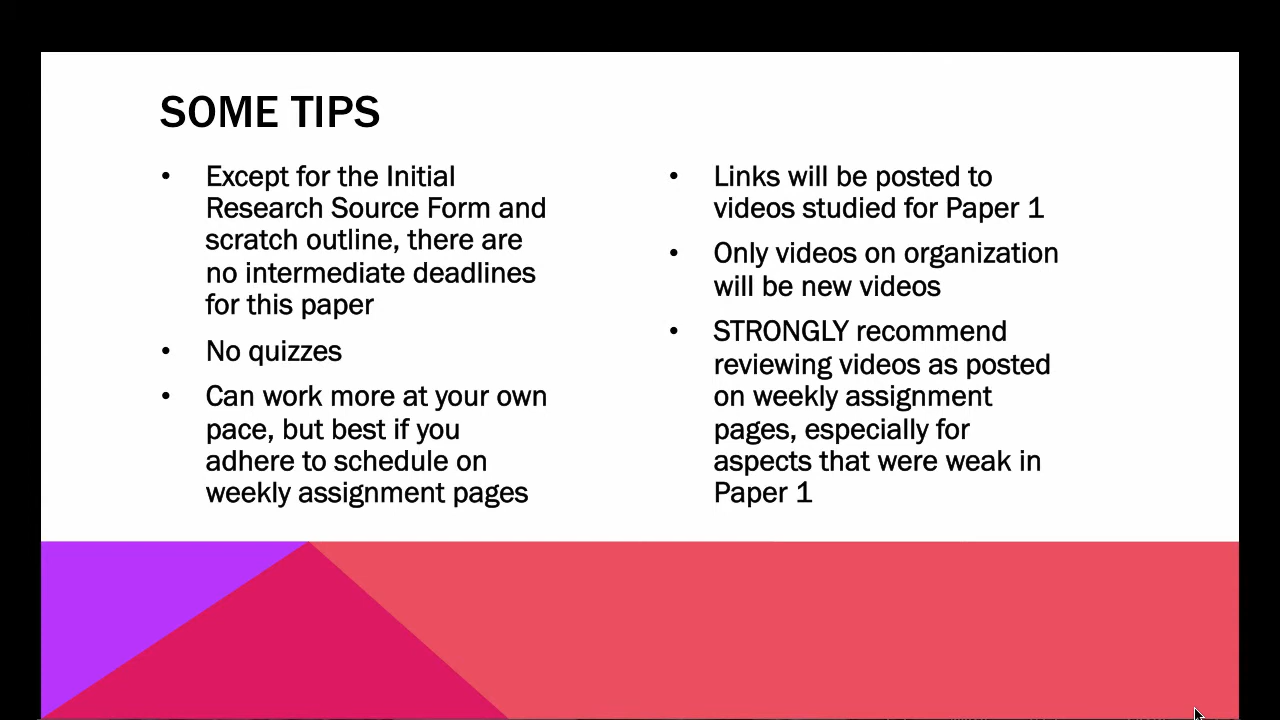 SOME TIPS
• Except for the Initial
Research Source Form and
scratch outline, there are
no intermediate deadlines
for this paper
• No quizzes
• Can work more at your own
pace, but best if you
adhere to schedule on
weekly assignment pages
• Links will be posted to
videos studied for Paper 1
• Only videos on organization
will be new videos
• STRONGLY recommend
reviewing videos as posted
on weekly assignment
pages, especially for
aspects that were weak in
Paper 1